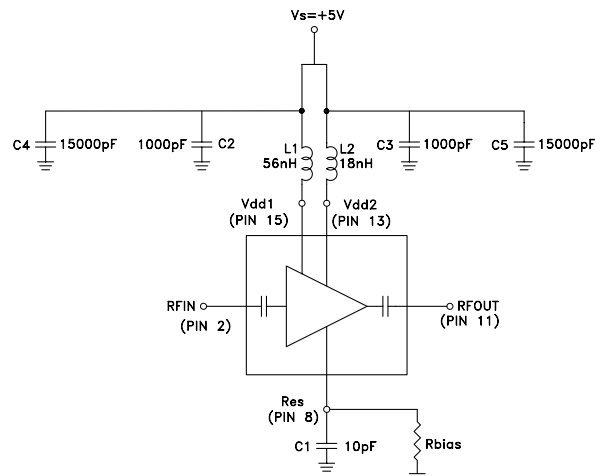 Vs=+5V
C4 15000pF
1000pF C2
L1
56nH
L2
18nH
C3 1000pF
C5 15000pF
Vdd1
(PIN 15)
Vdd2
(PIN 13)
RFIN
(PIN 2)
RFOUT
(PIN 11)
Res
(PIN 8)
C1 10pF
Rbias